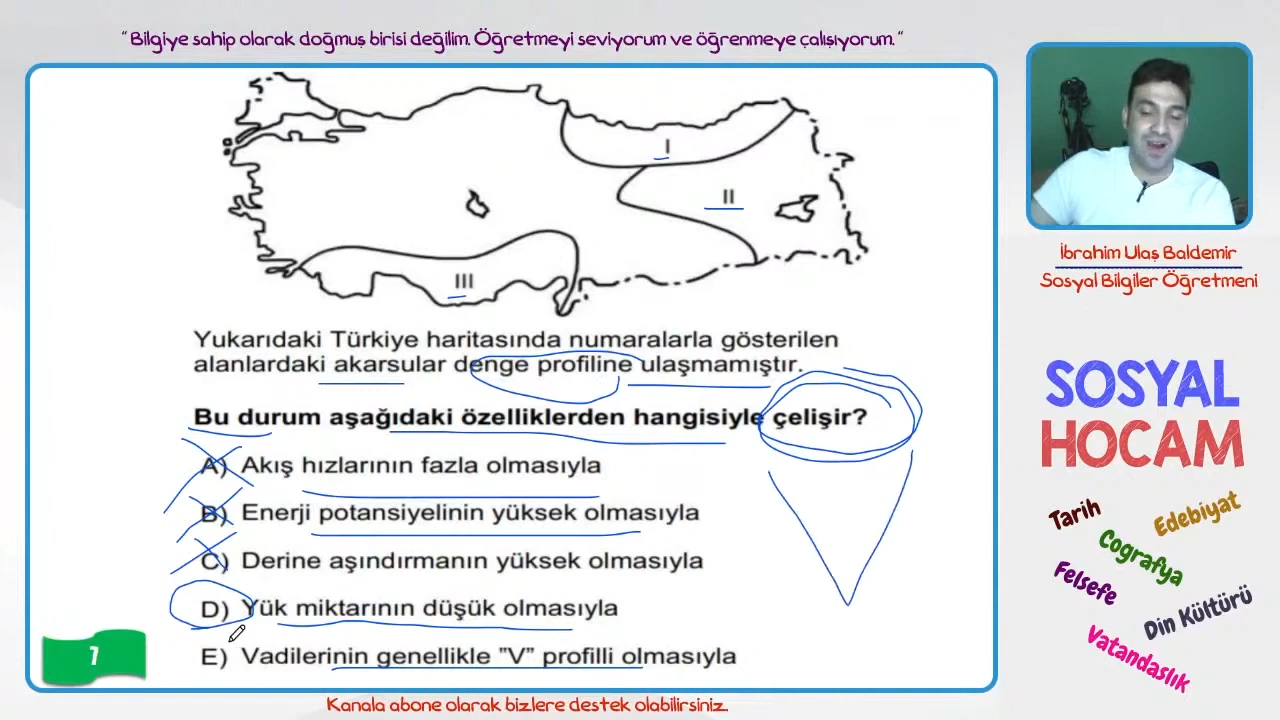 “ Bilgiye sahip olarak doğmuş birisi değilim. Öğretmeyi seviyorum ve öğrenmeye çalışıyorum.”
I
II
III
Yukarıdaki Türkiye haritasında numaralarla gösterilen
alanlardaki akarsular denge profiline ulaşmamıştır.
Bu durum aşağıdaki özelliklerden hangisiyle çelişir?
A) Akış hızlarının fazla olmasıyla
B) Enerji potansiyelinin yüksek olmasıyla
C) Derine aşındırmanın yüksek olmasıyla
D) Yük miktarının düşük olmasıyla
E) Vadilerinin genellikle "V" profilli olmasıyla
1
İbrahim Ulaş Baldemir
Sosyal Bilgiler Öğretmeni
SOSYAL
HOCAM
Tarih
Edebiyat
Coğrafya
Felsefe
Din Kültürü
Vatandaslık
Kanala abone olarak bizlere destek olabilirsiniz.